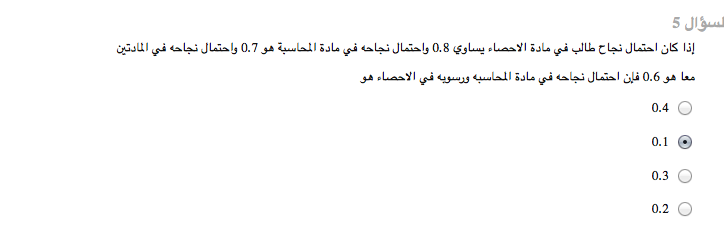 لسؤال 5
إذا كان احتمال نجاح طالب في مادة الاحصاء يساوي 0.8 واحتمال نجاحه في مادة المحاسبة هو 0.7 واحتمال نجاحه في المادتين
معا هو 0.6 فإن احتمال نجاحه في مادة المحاسبه ورسوبه في الاحصاء هو
0.4
0.1
0.3
0.2